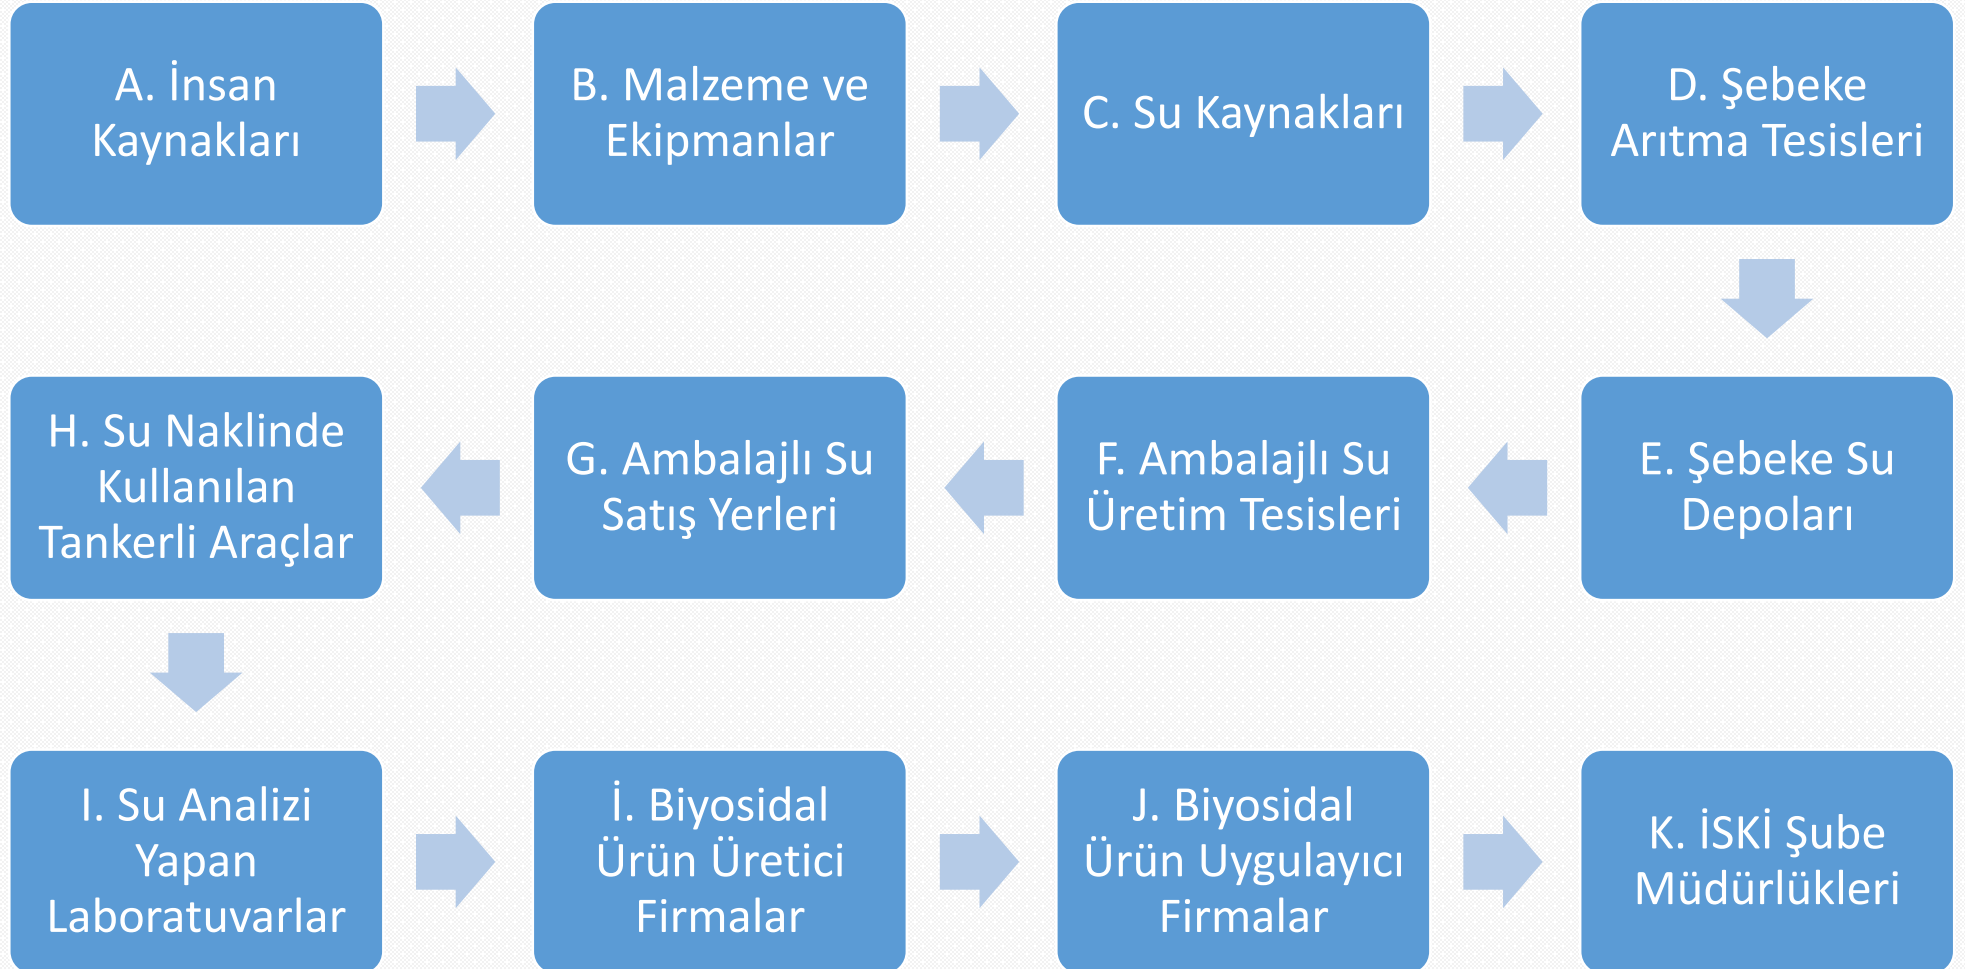 A. İnsan
Kaynakları
B. Malzeme ve
Ekipmanlar
C. Su Kaynakları
D. Şebeke
Arıtma Tesisleri
E. Şebeke Su
Depoları
F. Ambalajlı Su
Üretim Tesisleri
G. Ambalajlı Su
Satış Yerleri
H. Su Naklinde
Kullanılan
Tankerli Araçlar
I. Su Analizi
Yapan
Laboratuvarlar
İ. Biyosidal
Ürün Üretici
Firmalar
J. Biyosidal
Ürün Uygulayıcı
Firmalar
K. İSKİ Şube
Müdürlükleri